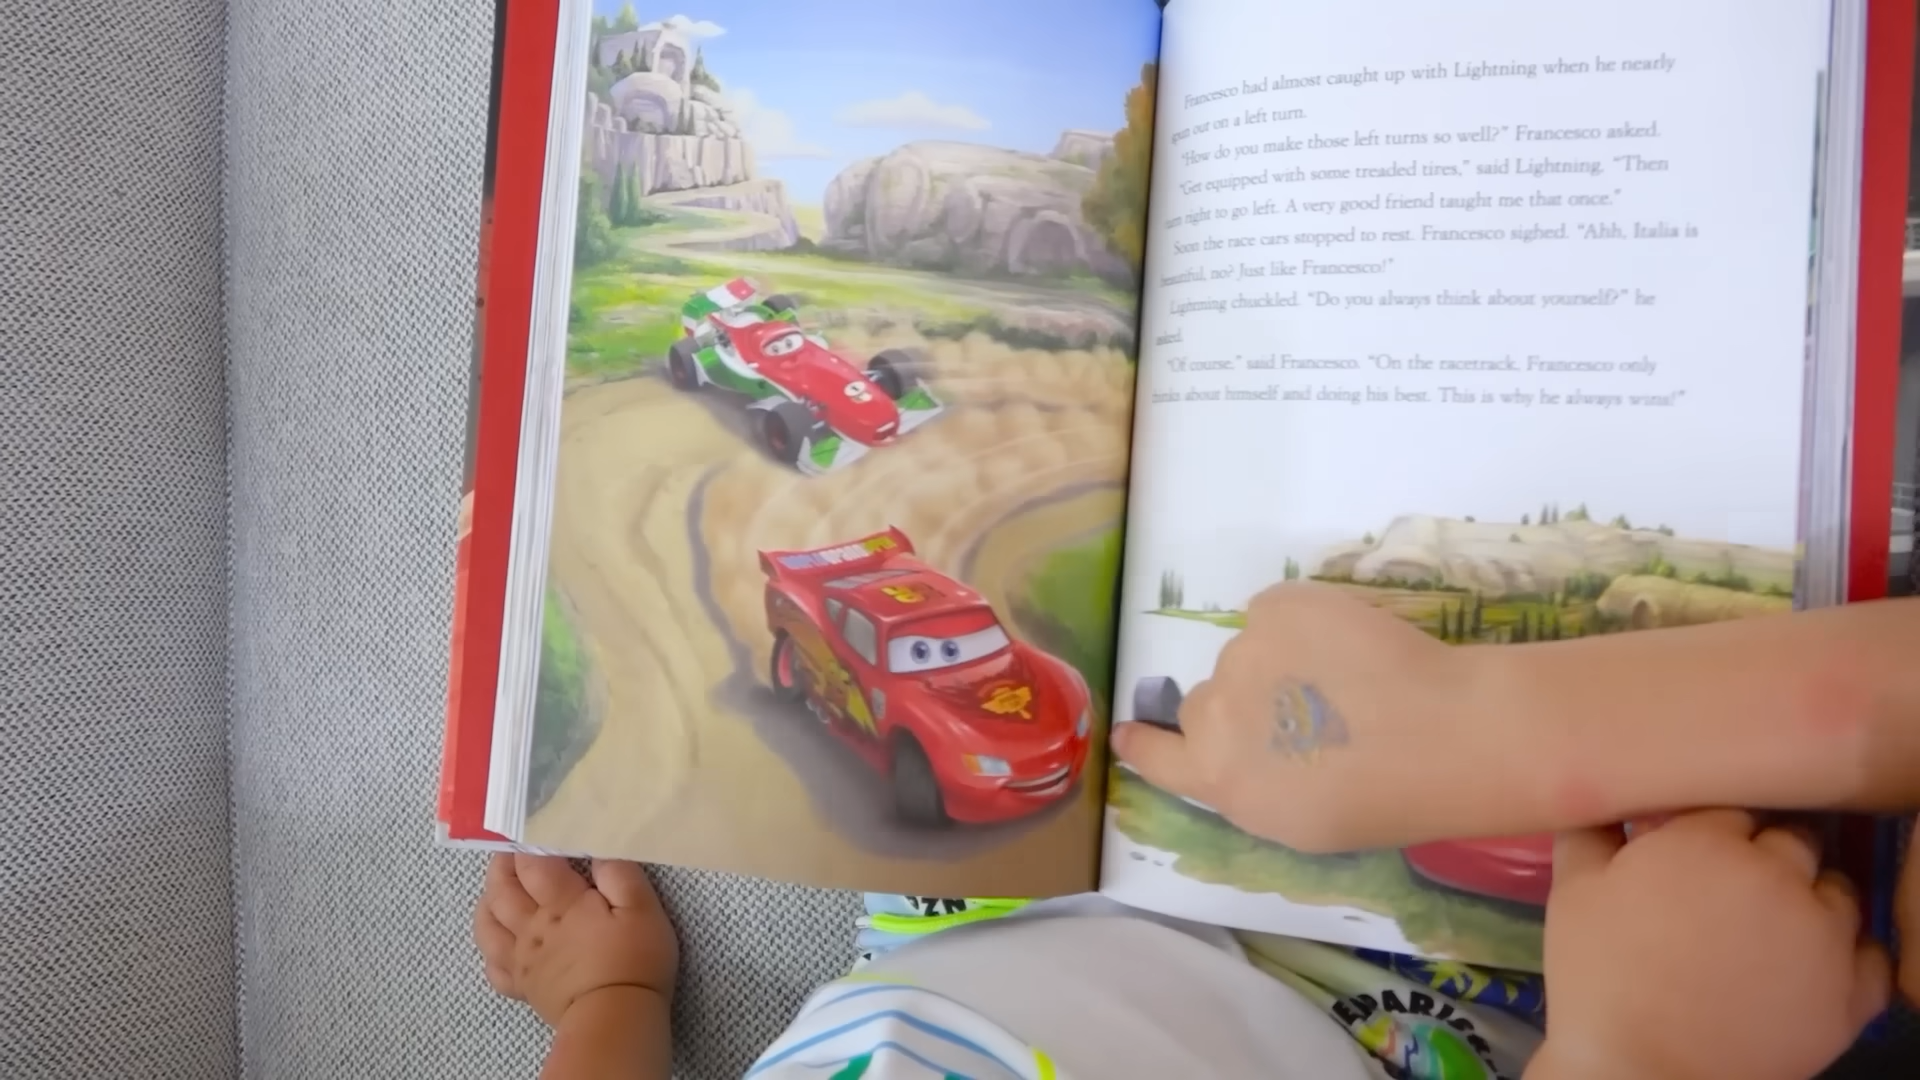 Francesco had almost caught up with Lightning when he nearly
spun out on a left turn.
"How do you make those left turns so well?" Francesco asked.
"Get equipped with some treaded tires," said Lightning. "Then
turn right to go left. A very good friend taught me that once."
Soon the race cars stopped to rest. Francesco sighed. "Ahh, Italia is
beautiful, no? Just like Francesco!"
Lightning chuckled. "Do you always think about yourself?" he
asked.
"Of course," said Francesco. "On the racetrack, Francesco only
thinks about himself and doing his best. This is why he always wins!"